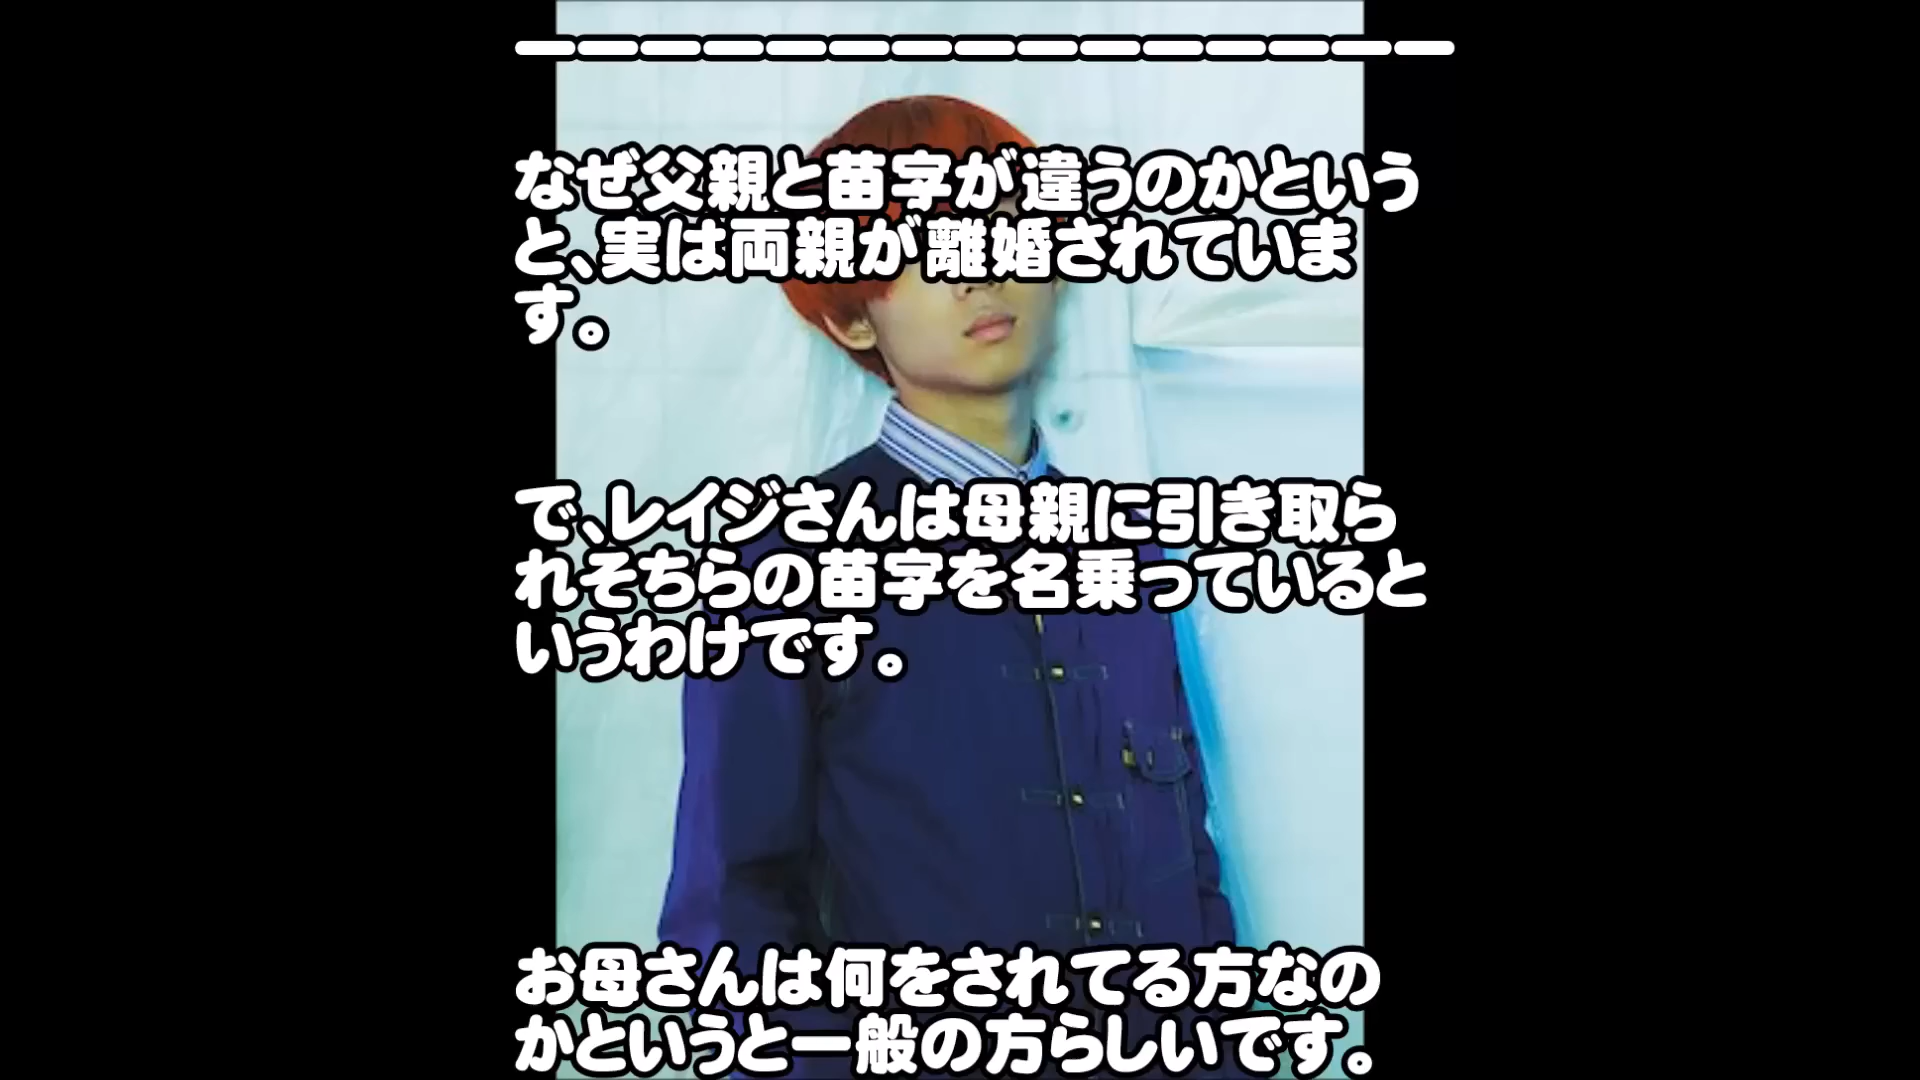 ーーーーーーーーーーーーーーー
なぜ父親と苗字が違うのかという
と、実は両親が離婚されていま
す。
で、レイジさんは母親に引き取ら
れそちらの苗字を名乗っていると
いうわけです。
お母さんは何をされてる方なの
かというと一般の方らしいです。